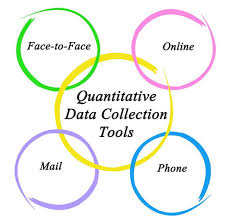 Face-to-Face
Online
Quantitative
Data Collection
Tools
Mail
Phone